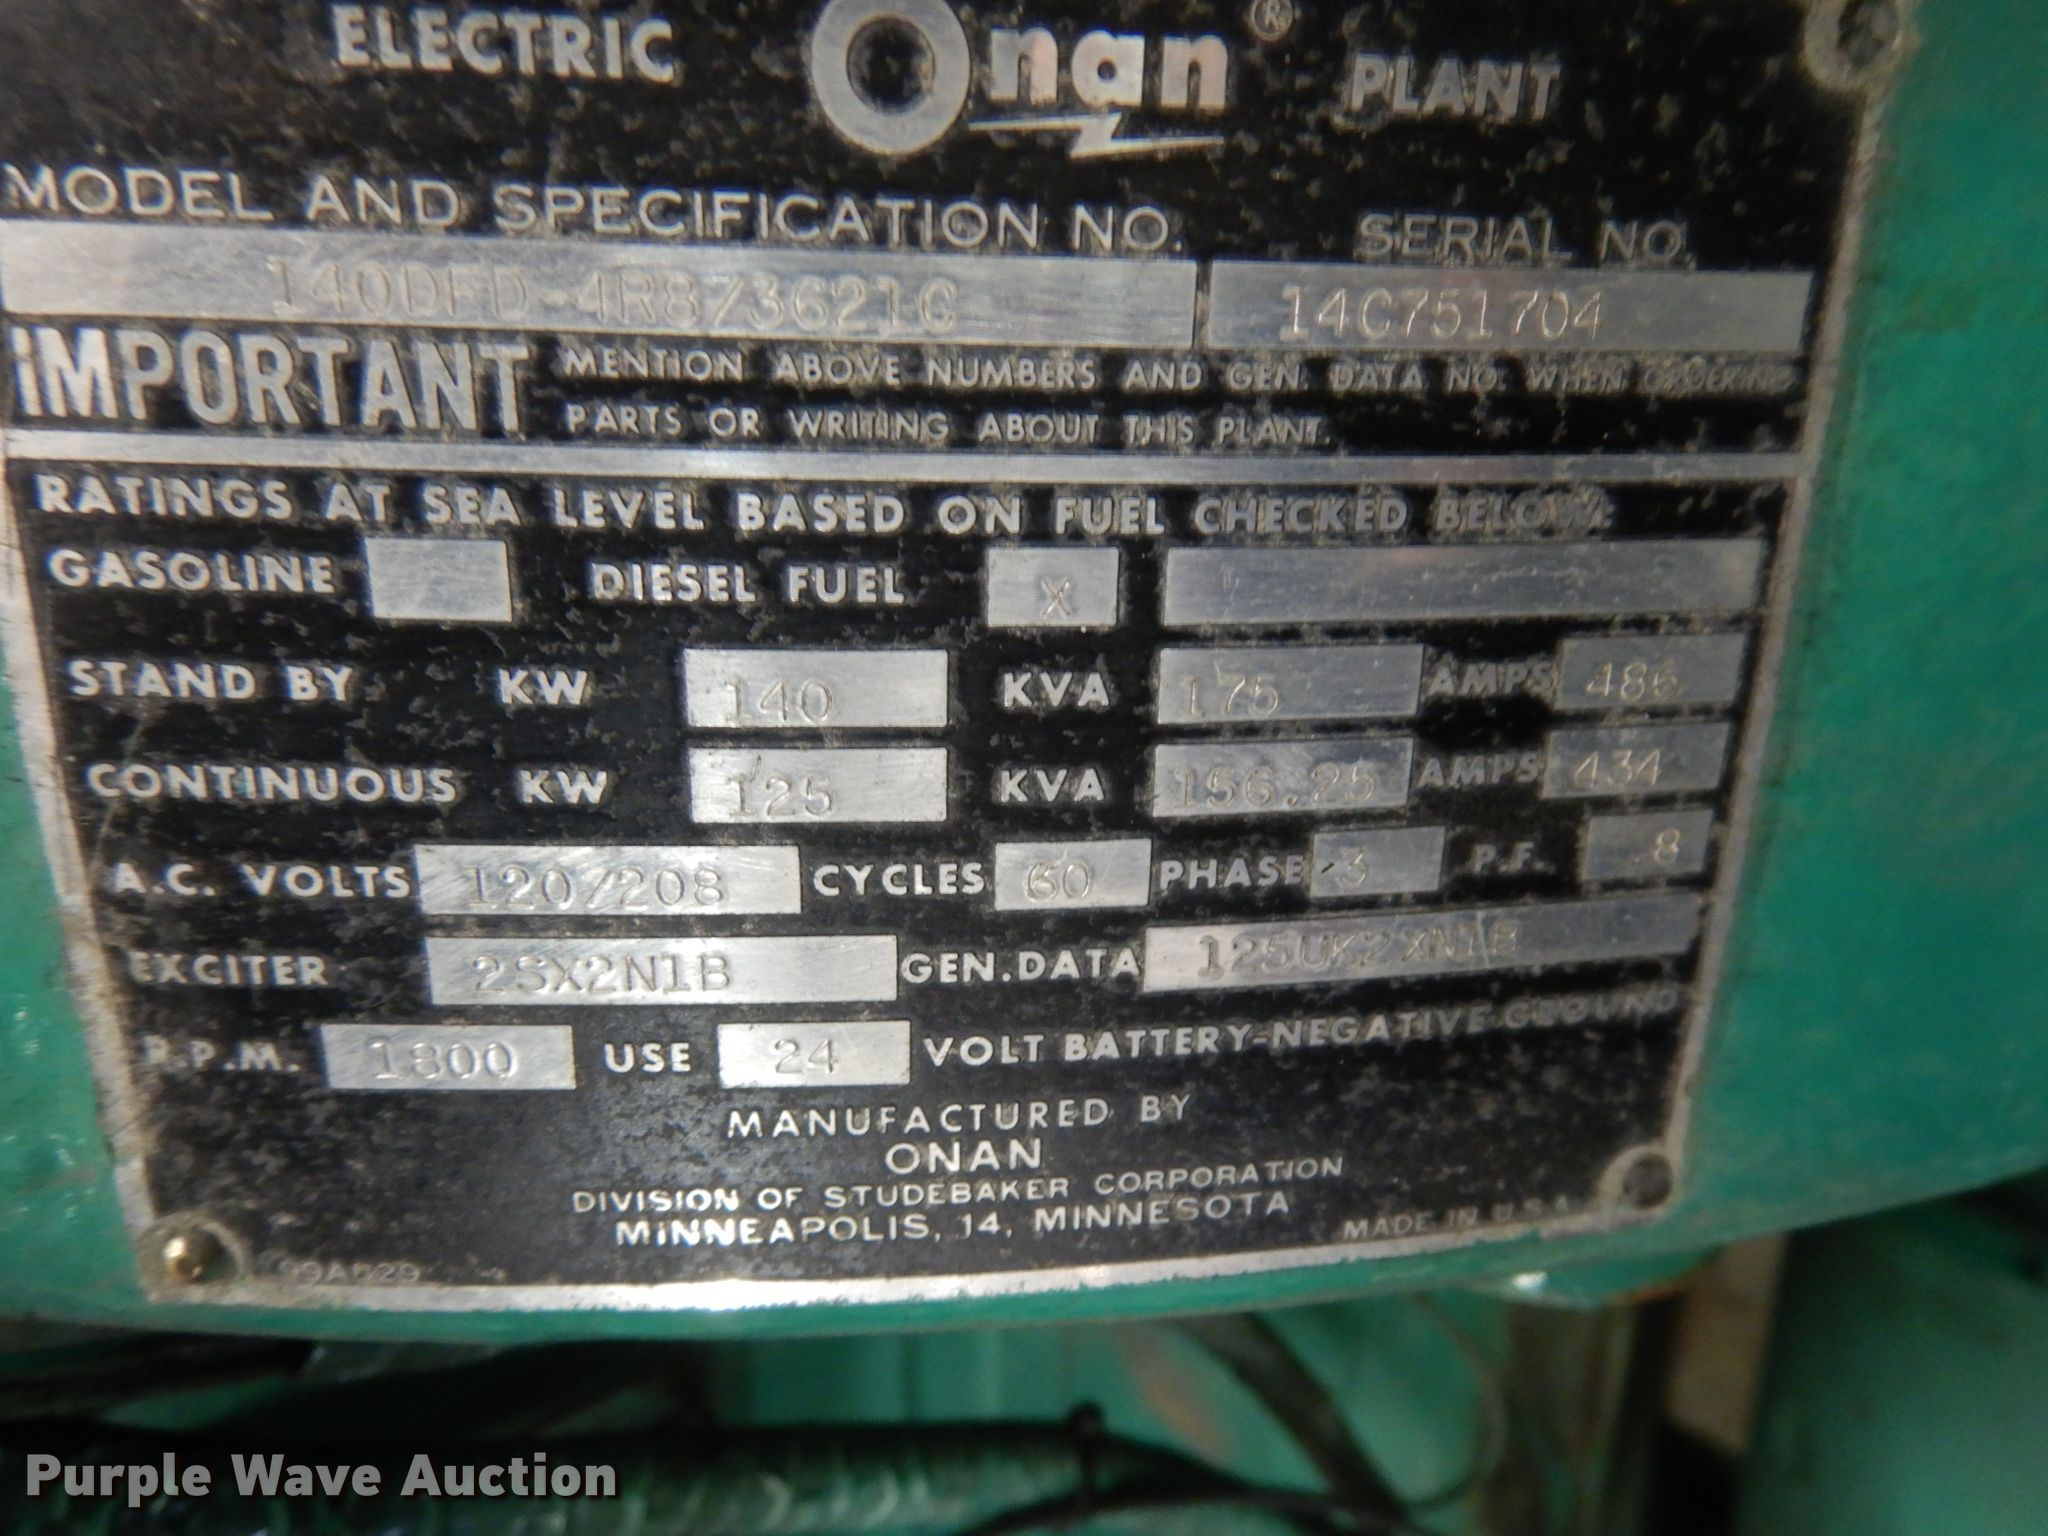 ELECTRIC Onan ® PLANT
MODEL AND SPECIFICATION NO. SERIAL NO.
140DFD-4R8/3621C 14C751704
iMPORTANT MENTION ABOVE NUMBERS AND GEN. DATA NO. WHEN ORDERING
PARTS OR WRITING ABOUT THIS PLANT.
RATINGS AT SEA LEVEL BASED ON FUEL CHECKED BELOW:
GASOLINE DIESEL FUEL X
STAND BY KW 140 KVA 175 AMPS 486
CONTINUOUS KW 125 KVA 156.25 AMPS 434
A.C. VOLTS 120/208 CYCLES 60 PHASE 3 P.F. .8
EXCITER 2SX2N1B GEN.DATA 125UK2XN1B
R.P.M. 1800 USE 24 VOLT BATTERY-NEGATIVE GROUND
MANUFACTURED BY
ONAN
DIVISION OF STUDEBAKER CORPORATION
MiNNEAPOLIS, 14, MINNESOTA
MADE IN U.S.A.
Purple Wave Auction